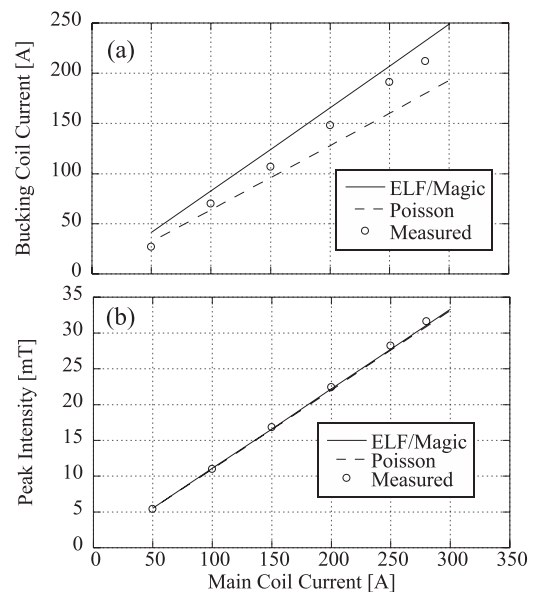 250
(a)
200
150
100
50
0
Bucking Coil Current [A]
ELF/Magic
Poisson
Measured
35
(b)
30
25
20
15
10
5
0
Peak Intensity [mT]
ELF/Magic
Poisson
Measured
0 50 100 150 200 250 300 350
Main Coil Current [A]